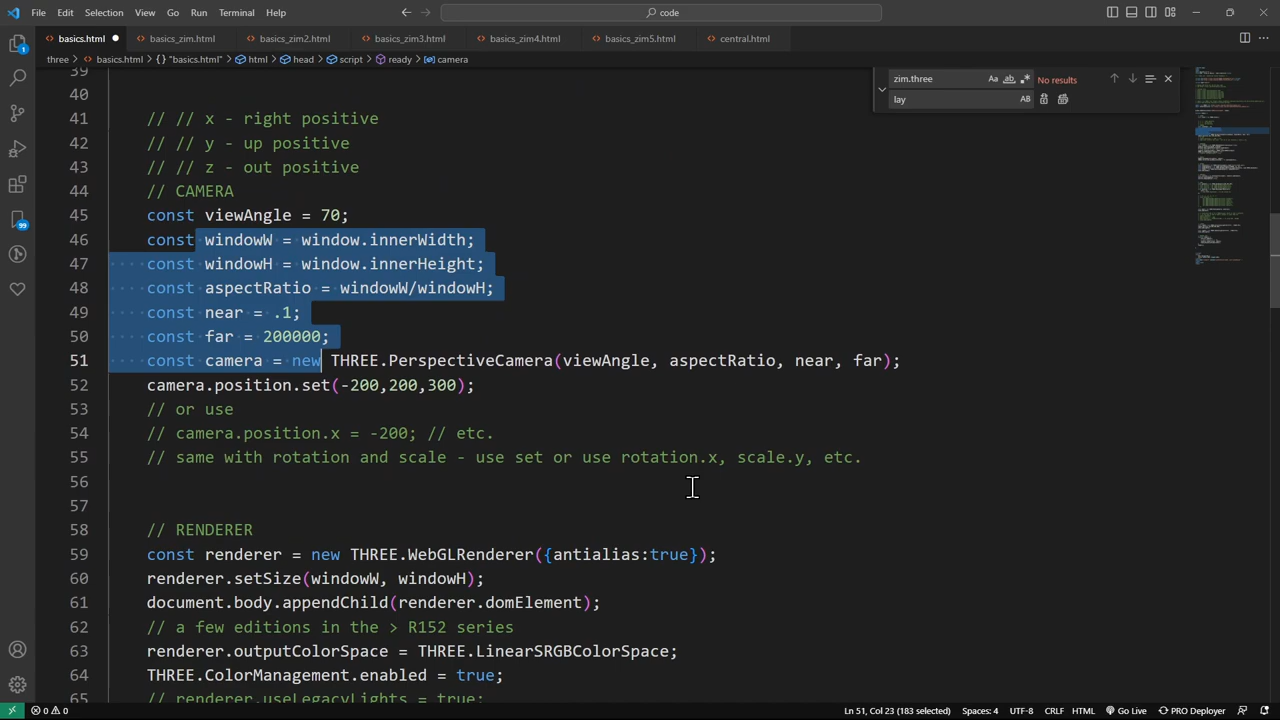 File Edit Selection View Go Run Terminal Help
code
basics.html basics_zim.html basics_zim2.html basics_zim3.html basics_zim4.html basics_zim5.html central.html
three > basics.html > {} "basics.html" > html > head > script > ready > camera
zim.three Aa ab .* No results
lay AB
39
40
41 // // x - right positive
42 // // y - up positive
43 // // z - out positive
44 // CAMERA
45 const viewAngle = 70;
46 const windowW = window.innerWidth;
47 const windowH = window.innerHeight;
48 const aspectRatio = windowW/windowH;
49 const near = .1;
50 const far = 200000;
51 const camera = new THREE.PerspectiveCamera(viewAngle, aspectRatio, near, far);
52 camera.position.set(-200,200,300);
53 // or use
54 // camera.position.x = -200; // etc.
55 // same with rotation and scale - use set or use rotation.x, scale.y, etc.
56
57
58 // RENDERER
59 const renderer = new THREE.WebGLRenderer({antialias:true});
60 renderer.setSize(windowW, windowH);
61 document.body.appendChild(renderer.domElement);
62 // a few editions in the > R152 series
63 renderer.outputColorSpace = THREE.LinearSRGBColorSpace;
64 THREE.ColorManagement.enabled = true;
65 // renderer.useLegacyLights = true;
1
99
0 0 Ln 51, Col 23 (183 selected) Spaces: 4 UTF-8 CRLF HTML Go Live PRO Deployer